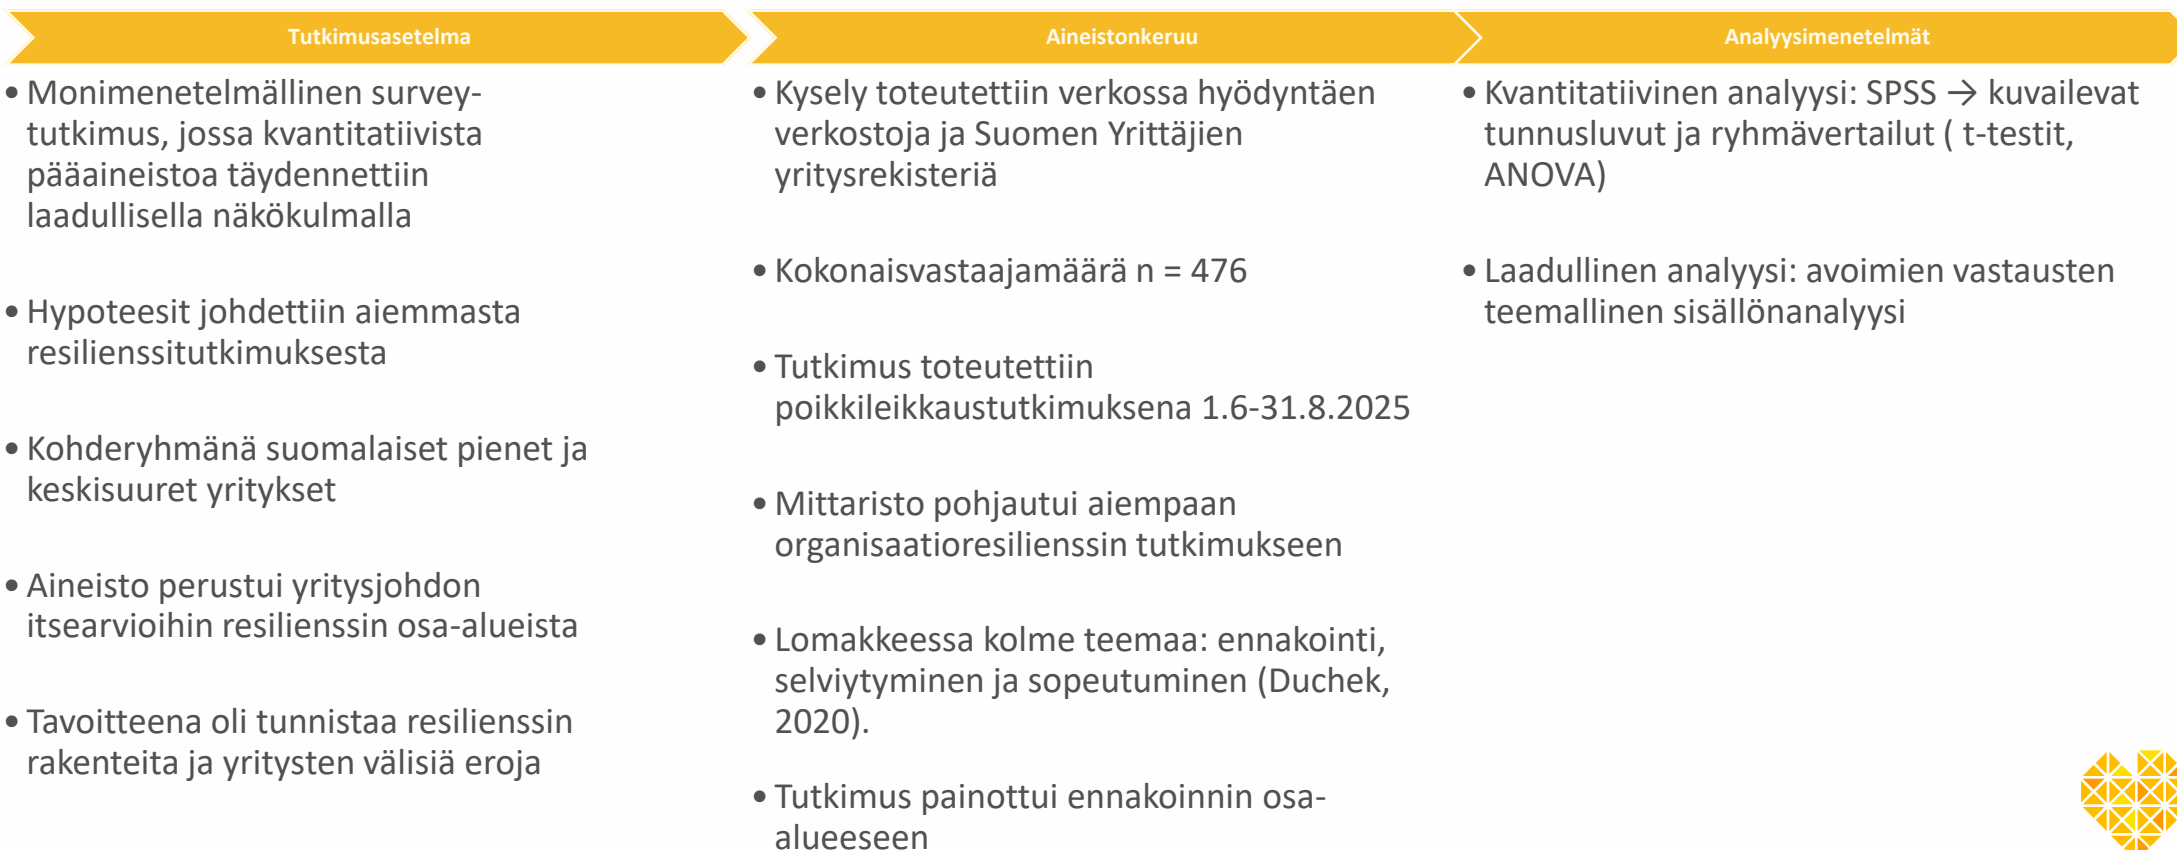 Tutkimusasetelma
• Monimenetelmällinen survey-
tutkimus, jossa kvantitatiivista
pääaineistoa täydennettiin
laadullisella näkökulmalla
• Hypoteesit johdettiin aiemmasta
resilienssitutkimuksesta
• Kohderyhmänä suomalaiset pienet ja
keskisuuret yritykset
• Aineisto perustui yritysjohdon
itsearvioihin resilienssin osa-alueista
• Tavoitteena oli tunnistaa resilienssin
rakenteita ja yritysten välisiä eroja
Aineistonkeruu
• Kysely toteutettiin verkossa hyödyntäen
verkostoja ja Suomen Yrittäjien
yritysrekisteriä
• Kokonaisvastaajamäärä n = 476
• Tutkimus toteutettiin
poikkileikkaustutkimuksena 1.6-31.8.2025
• Mittaristo pohjautui aiempaan
organisaatioresilienssin tutkimukseen
• Lomakkeessa kolme teemaa: ennakointi,
selviytyminen ja sopeutuminen (Duchek,
2020).
• Tutkimus painottui ennakoinnin osa-
alueeseen
Analyysimenetelmät
• Kvantitatiivinen analyysi: SPSS → kuvailevat
tunnusluvut ja ryhmävertailut ( t-testit,
ANOVA)
• Laadullinen analyysi: avoimien vastausten
teemallinen sisällönanalyysi